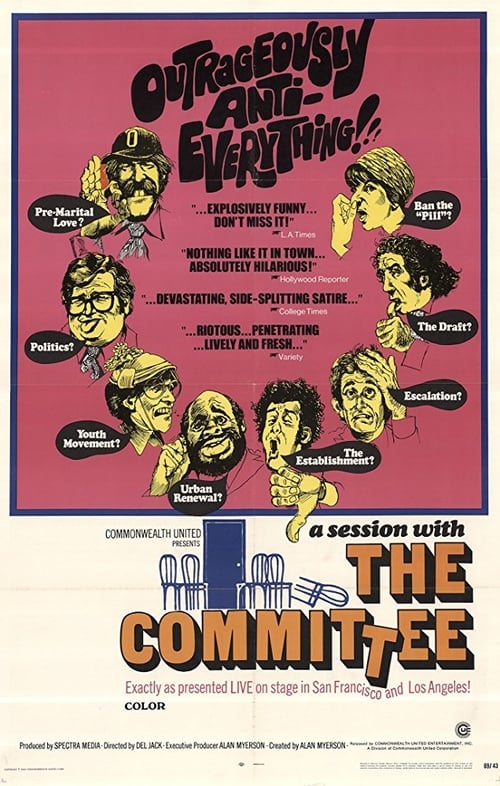 OUTRAGEOUSLY
ANTI-
EVERYTHING!!!
Pre-Marital
Love?
Ban the
"Pill"?
"...EXPLOSIVELY FUNNY...
DON'T MISS IT!"
L.A. Times
"NOTHING LIKE IT IN TOWN...
ABSOLUTELY HILARIOUS!"
Hollywood Reporter
"...DEVASTATING, SIDE-SPLITTING SATIRE..."
College Times
"...RIOTOUS...PENETRATING
...LIVELY AND FRESH..."
Variety
The Draft?
Politics?
Escalation?
Youth
Movement?
The
Establishment?
Urban
Renewal?
COMMONWEALTH UNITED
PRESENTS
a session with
THE
COMMITTEE
Exactly as presented LIVE on stage in San Francisco and Los Angeles!
COLOR
Produced by SPECTRA MEDIA · Directed by DEL JACK · Executive Producer ALAN MYERSON · Created by ALAN MYERSON · Released by COMMONWEALTH UNITED ENTERTAINMENT, INC.
A Division of Commonwealth United Corporation
69/43